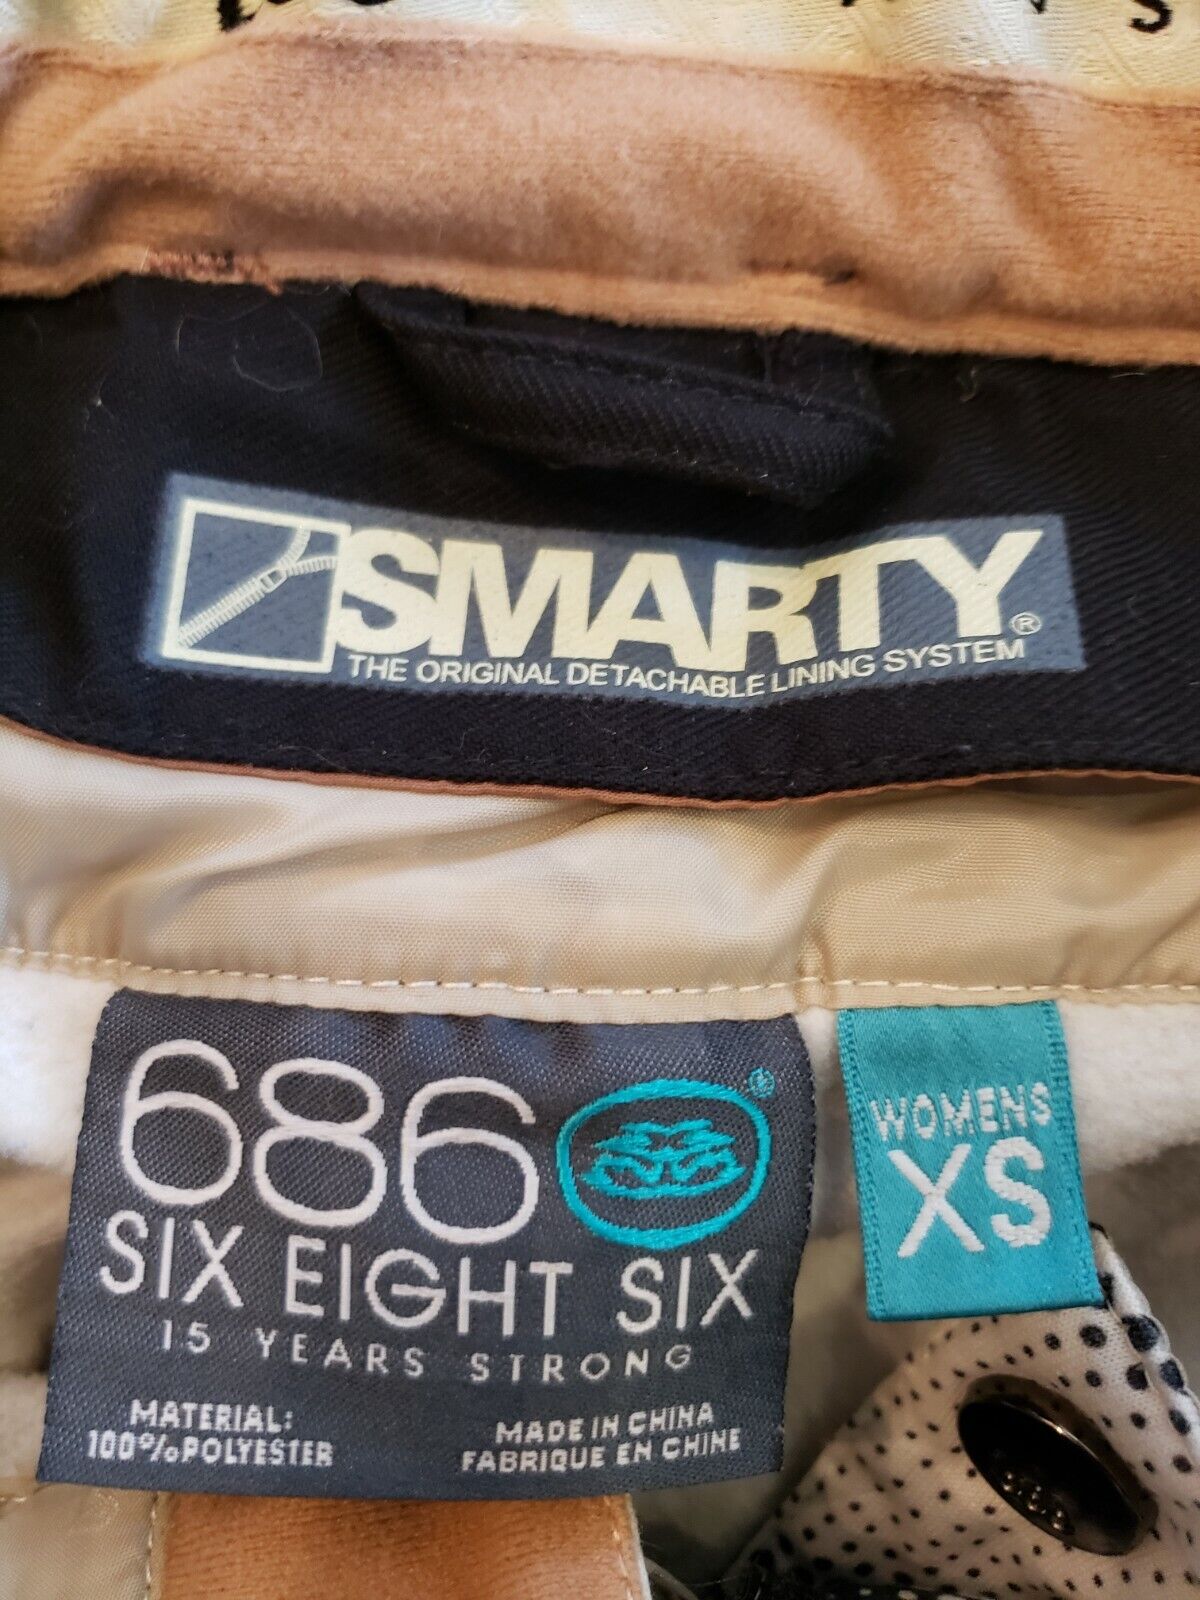 SMARTY®
THE ORIGINAL DETACHABLE LINING SYSTEM
686®
SIX EIGHT SIX
15 YEARS STRONG
MATERIAL:
100%POLYESTER
MADE IN CHINA
FABRIQUE EN CHINE
WOMENS
XS
686